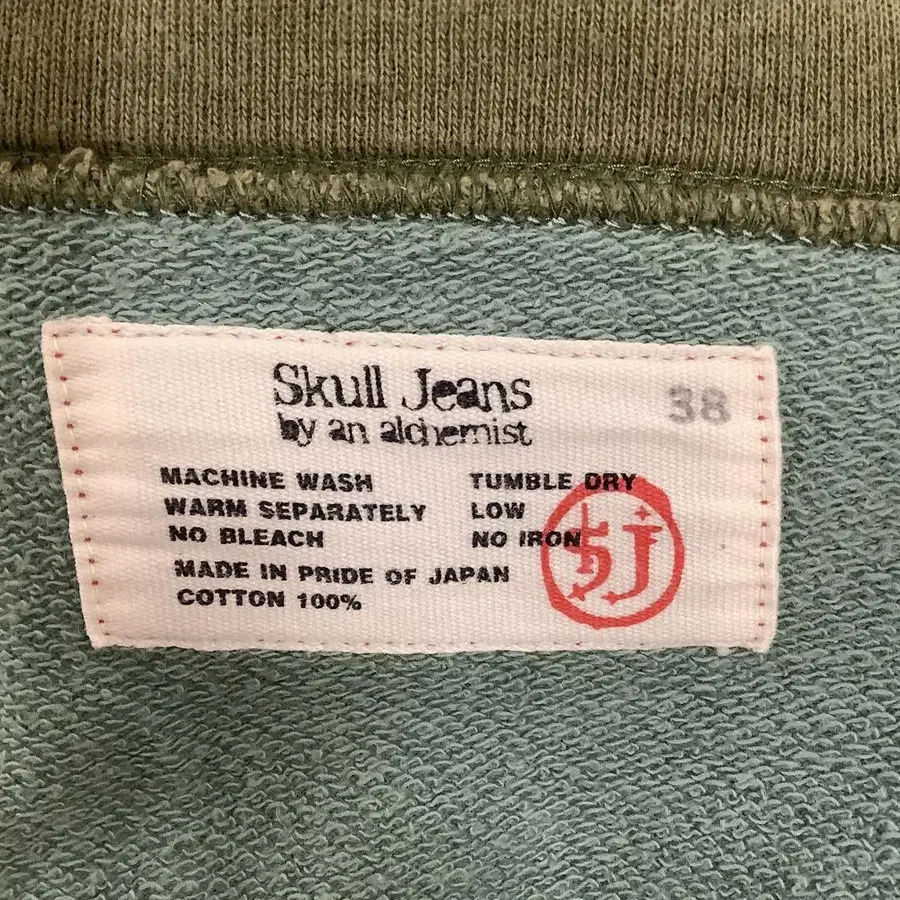 Skull Jeans
by an alchemist
38
MACHINE WASH
WARM SEPARATELY
NO BLEACH
TUMBLE DRY
LOW
NO IRON
MADE IN PRIDE OF JAPAN
COTTON 100%